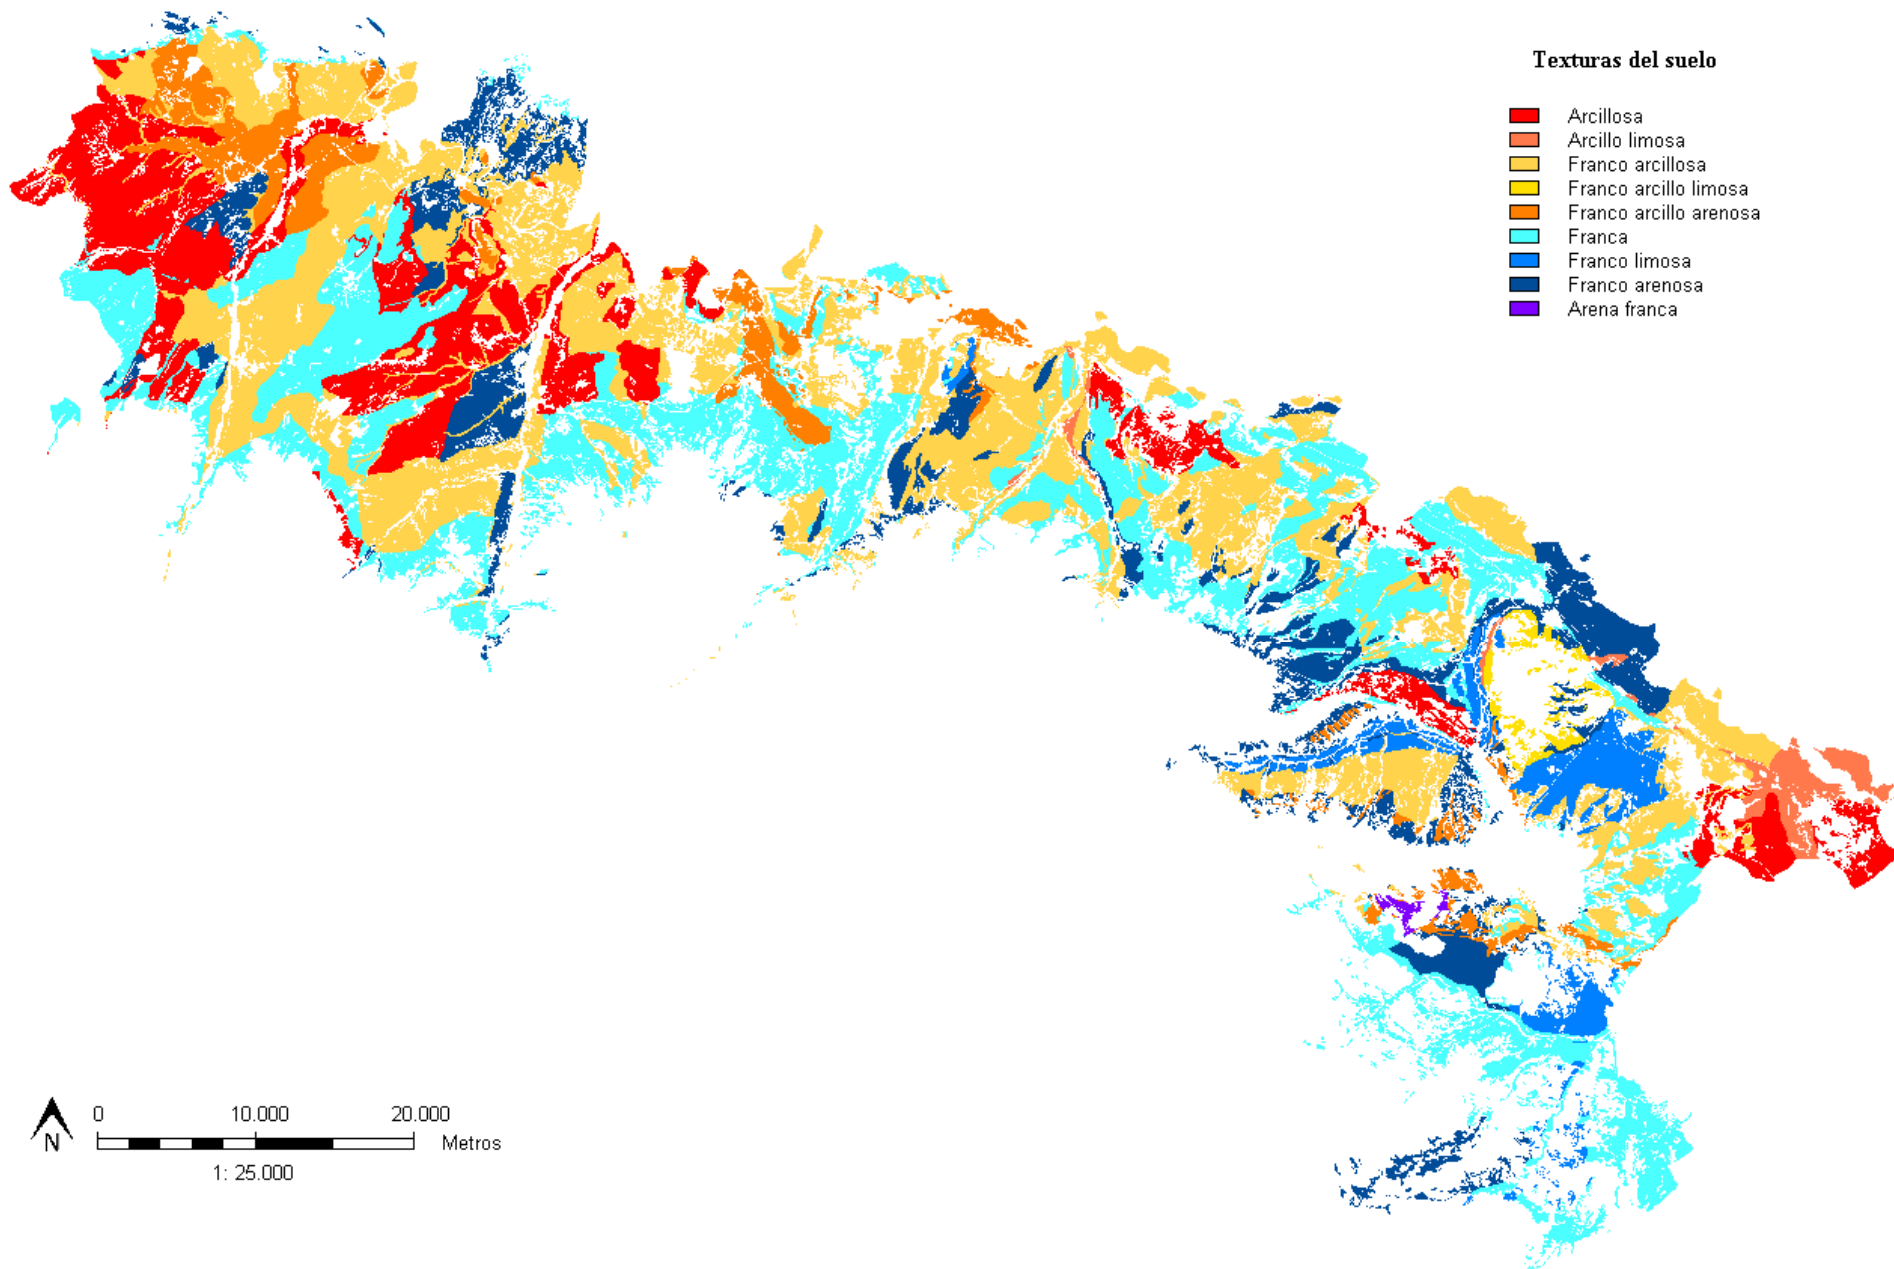 Texturas del suelo
Arcillosa
Arcillo limosa
Franco arcillosa
Franco arcillo limosa
Franco arcillo arenosa
Franca
Franco limosa
Franco arenosa
Arena franca
0 10.000 20.000
N Metros
1: 25.000